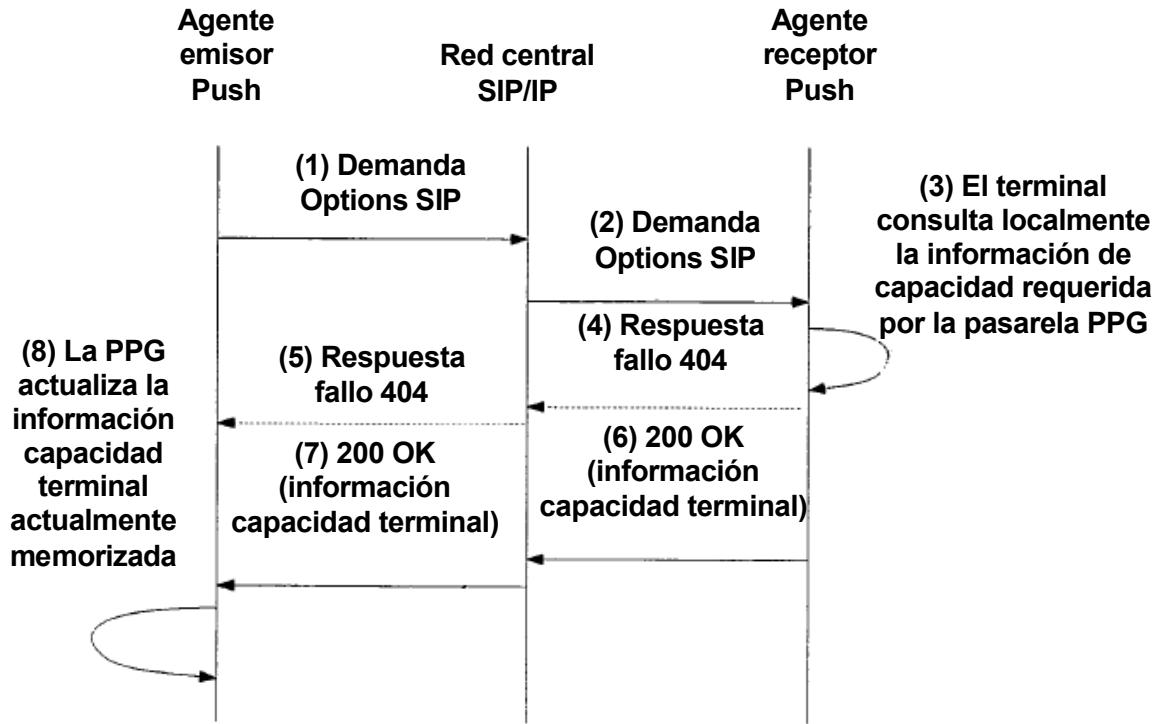 Agente
emisor
Push
Red central
SIP/IP
Agente
receptor
Push
(1) Demanda
Options SIP
(2) Demanda
Options SIP
(3) El terminal
consulta localmente
la información de
capacidad requerida
por la pasarela PPG
(4) Respuesta
fallo 404
(5) Respuesta
fallo 404
(6) 200 OK
(información
capacidad terminal)
(7) 200 OK
(información
capacidad terminal)
(8) La PPG
actualiza la
información
capacidad
terminal
actualmente
memorizada